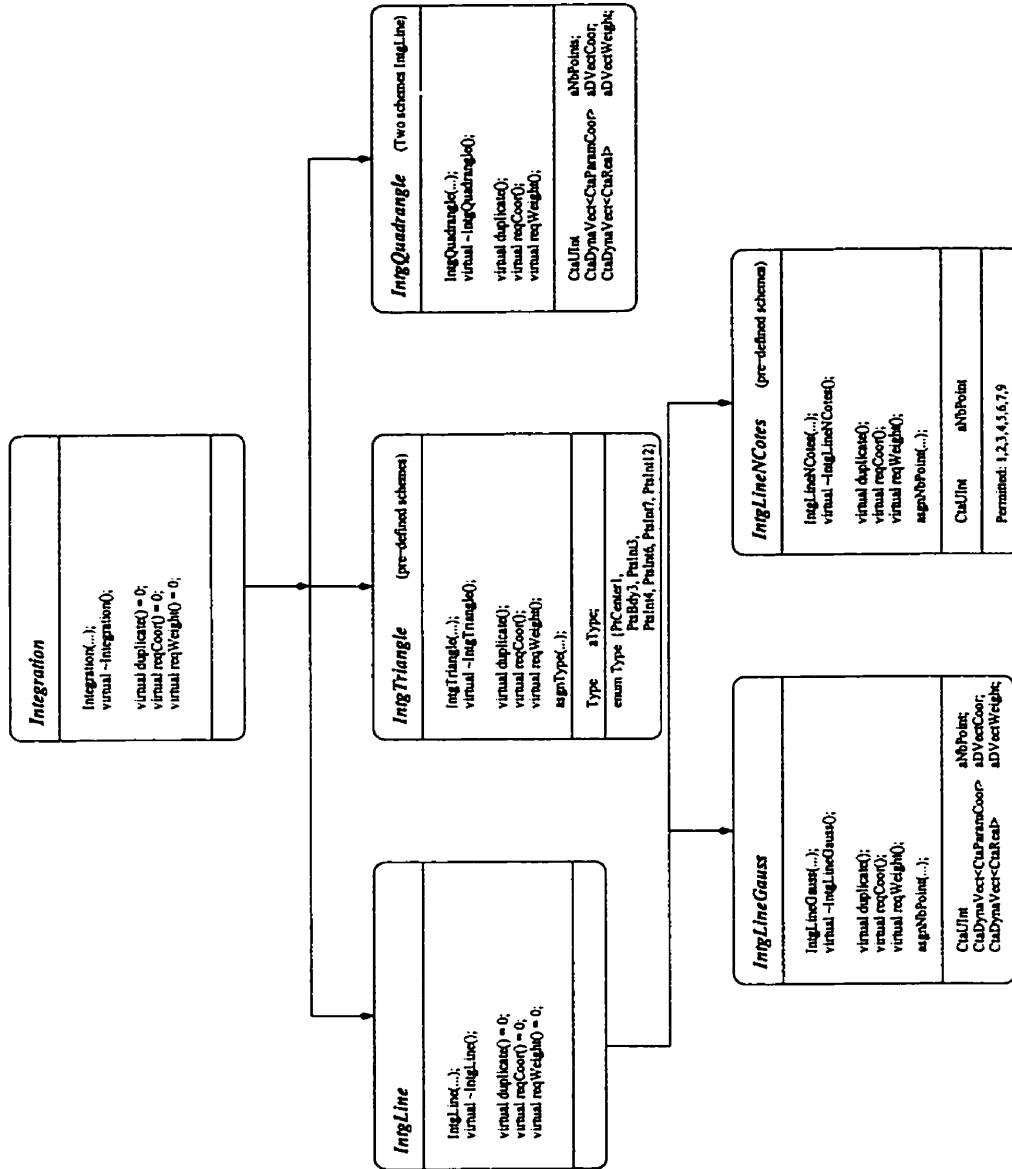 Integration
Integration(...);
virtual ~Integration();
virtual duplicate() = 0;
virtual reqCoor() = 0;
virtual reqWeight() = 0;
IntgLine
IntgLine(...);
virtual ~IntgLine();
virtual duplicate() = 0;
virtual reqCoor() = 0;
virtual reqWeight() = 0;
IntgTriangle (pre-defined schemes)
IntgTriangle(...);
virtual ~IntgTriangle();
virtual duplicate();
virtual reqCoor();
virtual reqWeight();
asgnType(...);
Type aType;
enum Type {PtCenter1,
PtsBdy3, PtsInt3,
PtsInt4, PtsInt6, PtsInt7, PtsInt12}
IntgQuadrangle (Two schemes IntgLine)
IntgQuadrangle(...);
virtual ~IntgQuadrangle();
virtual duplicate();
virtual reqCoor();
virtual reqWeight();
CtaUInt aNbPoints;
CtaDynaVect<CtaParamCoor> aDVectCoor;
CtaDynaVect<CtaReal> aDVectWeight;
IntgLineGauss
IntgLineGauss(...);
virtual ~IntgLineGauss();
virtual duplicate();
virtual reqCoor();
virtual reqWeight();
asgnNbPoint(...);
CtaUInt aNbPoint;
CtaDynaVect<CtaParamCoor> aDVectCoor;
CtaDynaVect<CtaReal> aDVectWeight;
IntgLineNCotes (pre-defined schemes)
IntgLineNCotes(...);
virtual ~IntgLineNCotes();
virtual duplicate();
virtual reqCoor();
virtual reqWeight();
asgnNbPoint(...);
CtaUInt aNbPoint
Permitted: 1,2,3,4,5,6,7,9